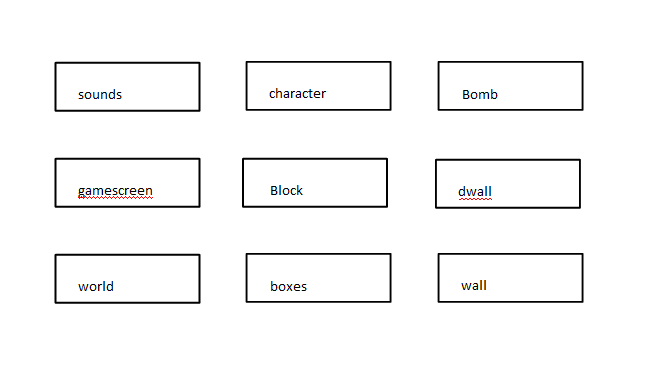 sounds
character
Bomb
gamescreen
Block
dwall
world
boxes
wall